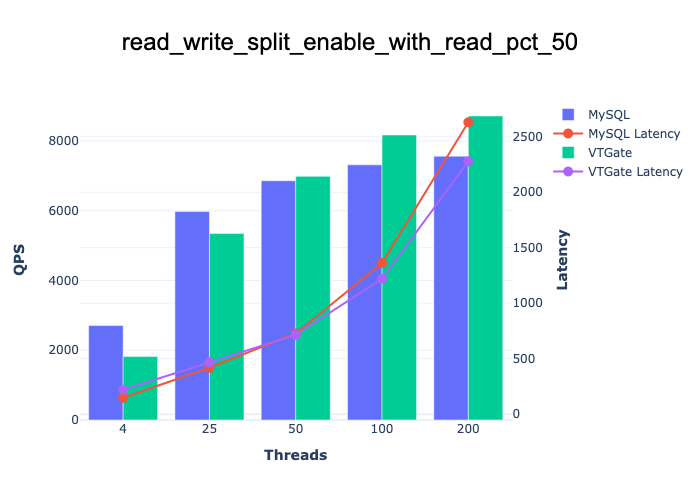 read_write_split_enable_with_read_pct_50
MySQL
MySQL Latency
VTGate
VTGate Latency
8000
6000
4000
2000
0
QPS
2500
2000
1500
1000
500
0
Latency
4 25 50 100 200
Threads